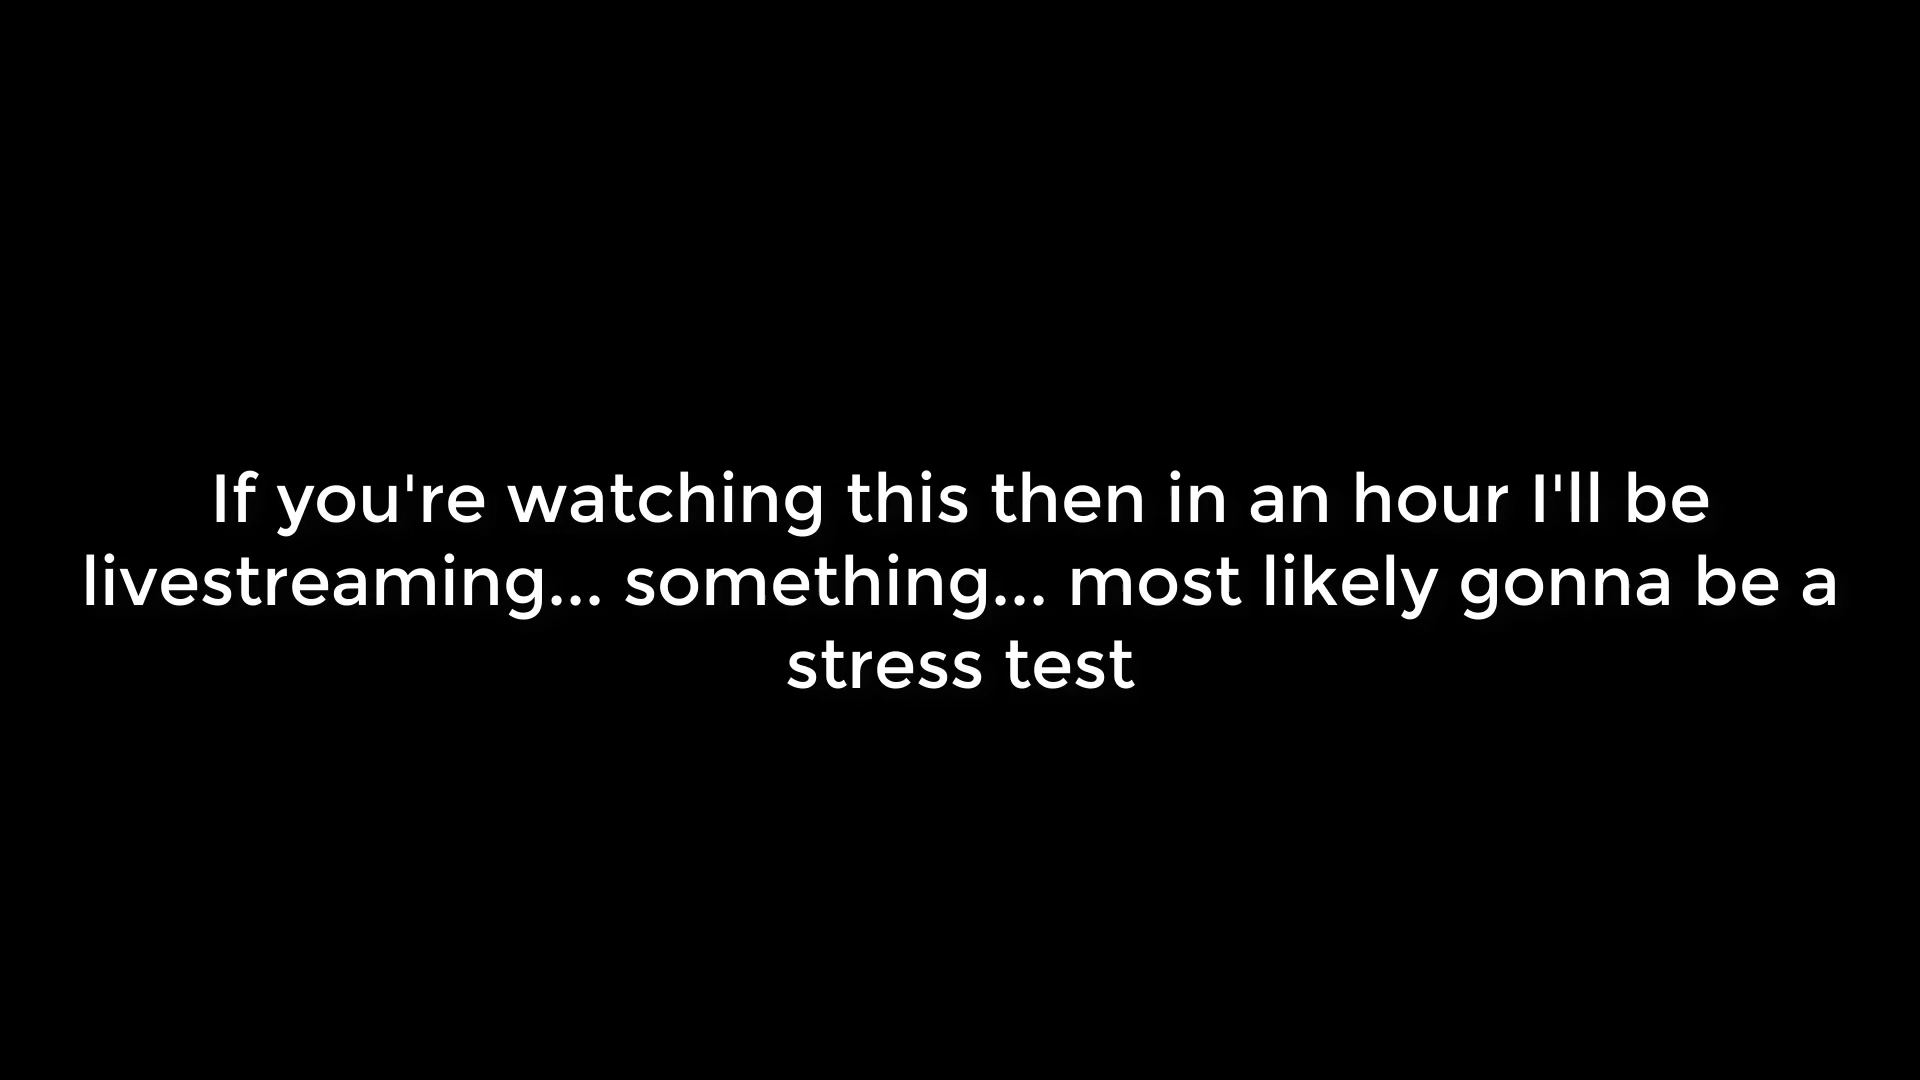 If you're watching this then in an hour I'll be
livestreaming... something... most likely gonna be a
stress test